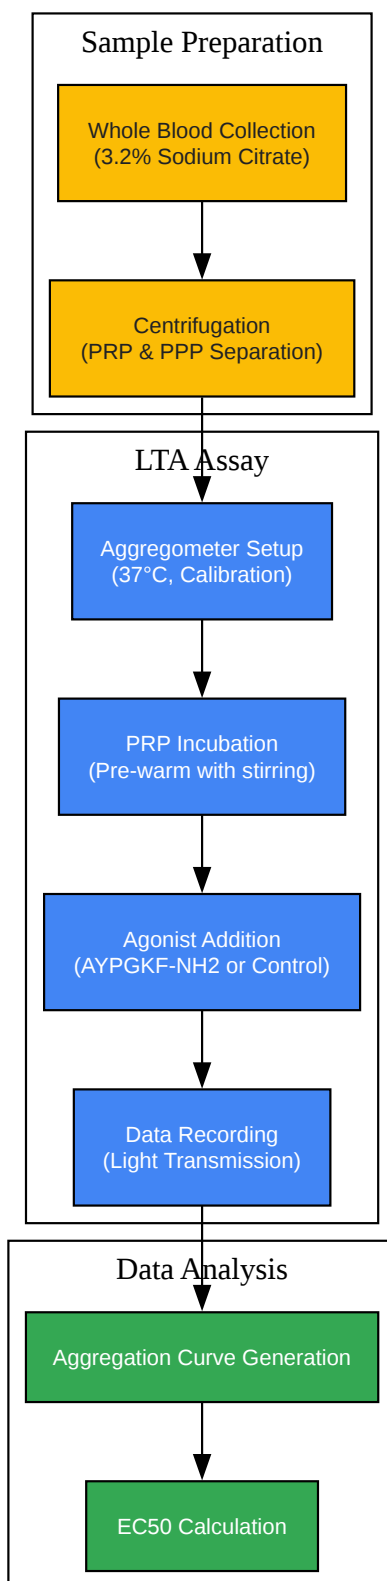 Sample Preparation
Whole Blood Collection
(3.2% Sodium Citrate)
Centrifugation
(PRP & PPP Separation)
LTA Assay
Aggregometer Setup
(37°C, Calibration)
PRP Incubation
(Pre-warm with stirring)
Agonist Addition
(AYPGKF-NH2 or Control)
Data Recording
(Light Transmission)
Data Analysis
Aggregation Curve Generation
EC50 Calculation